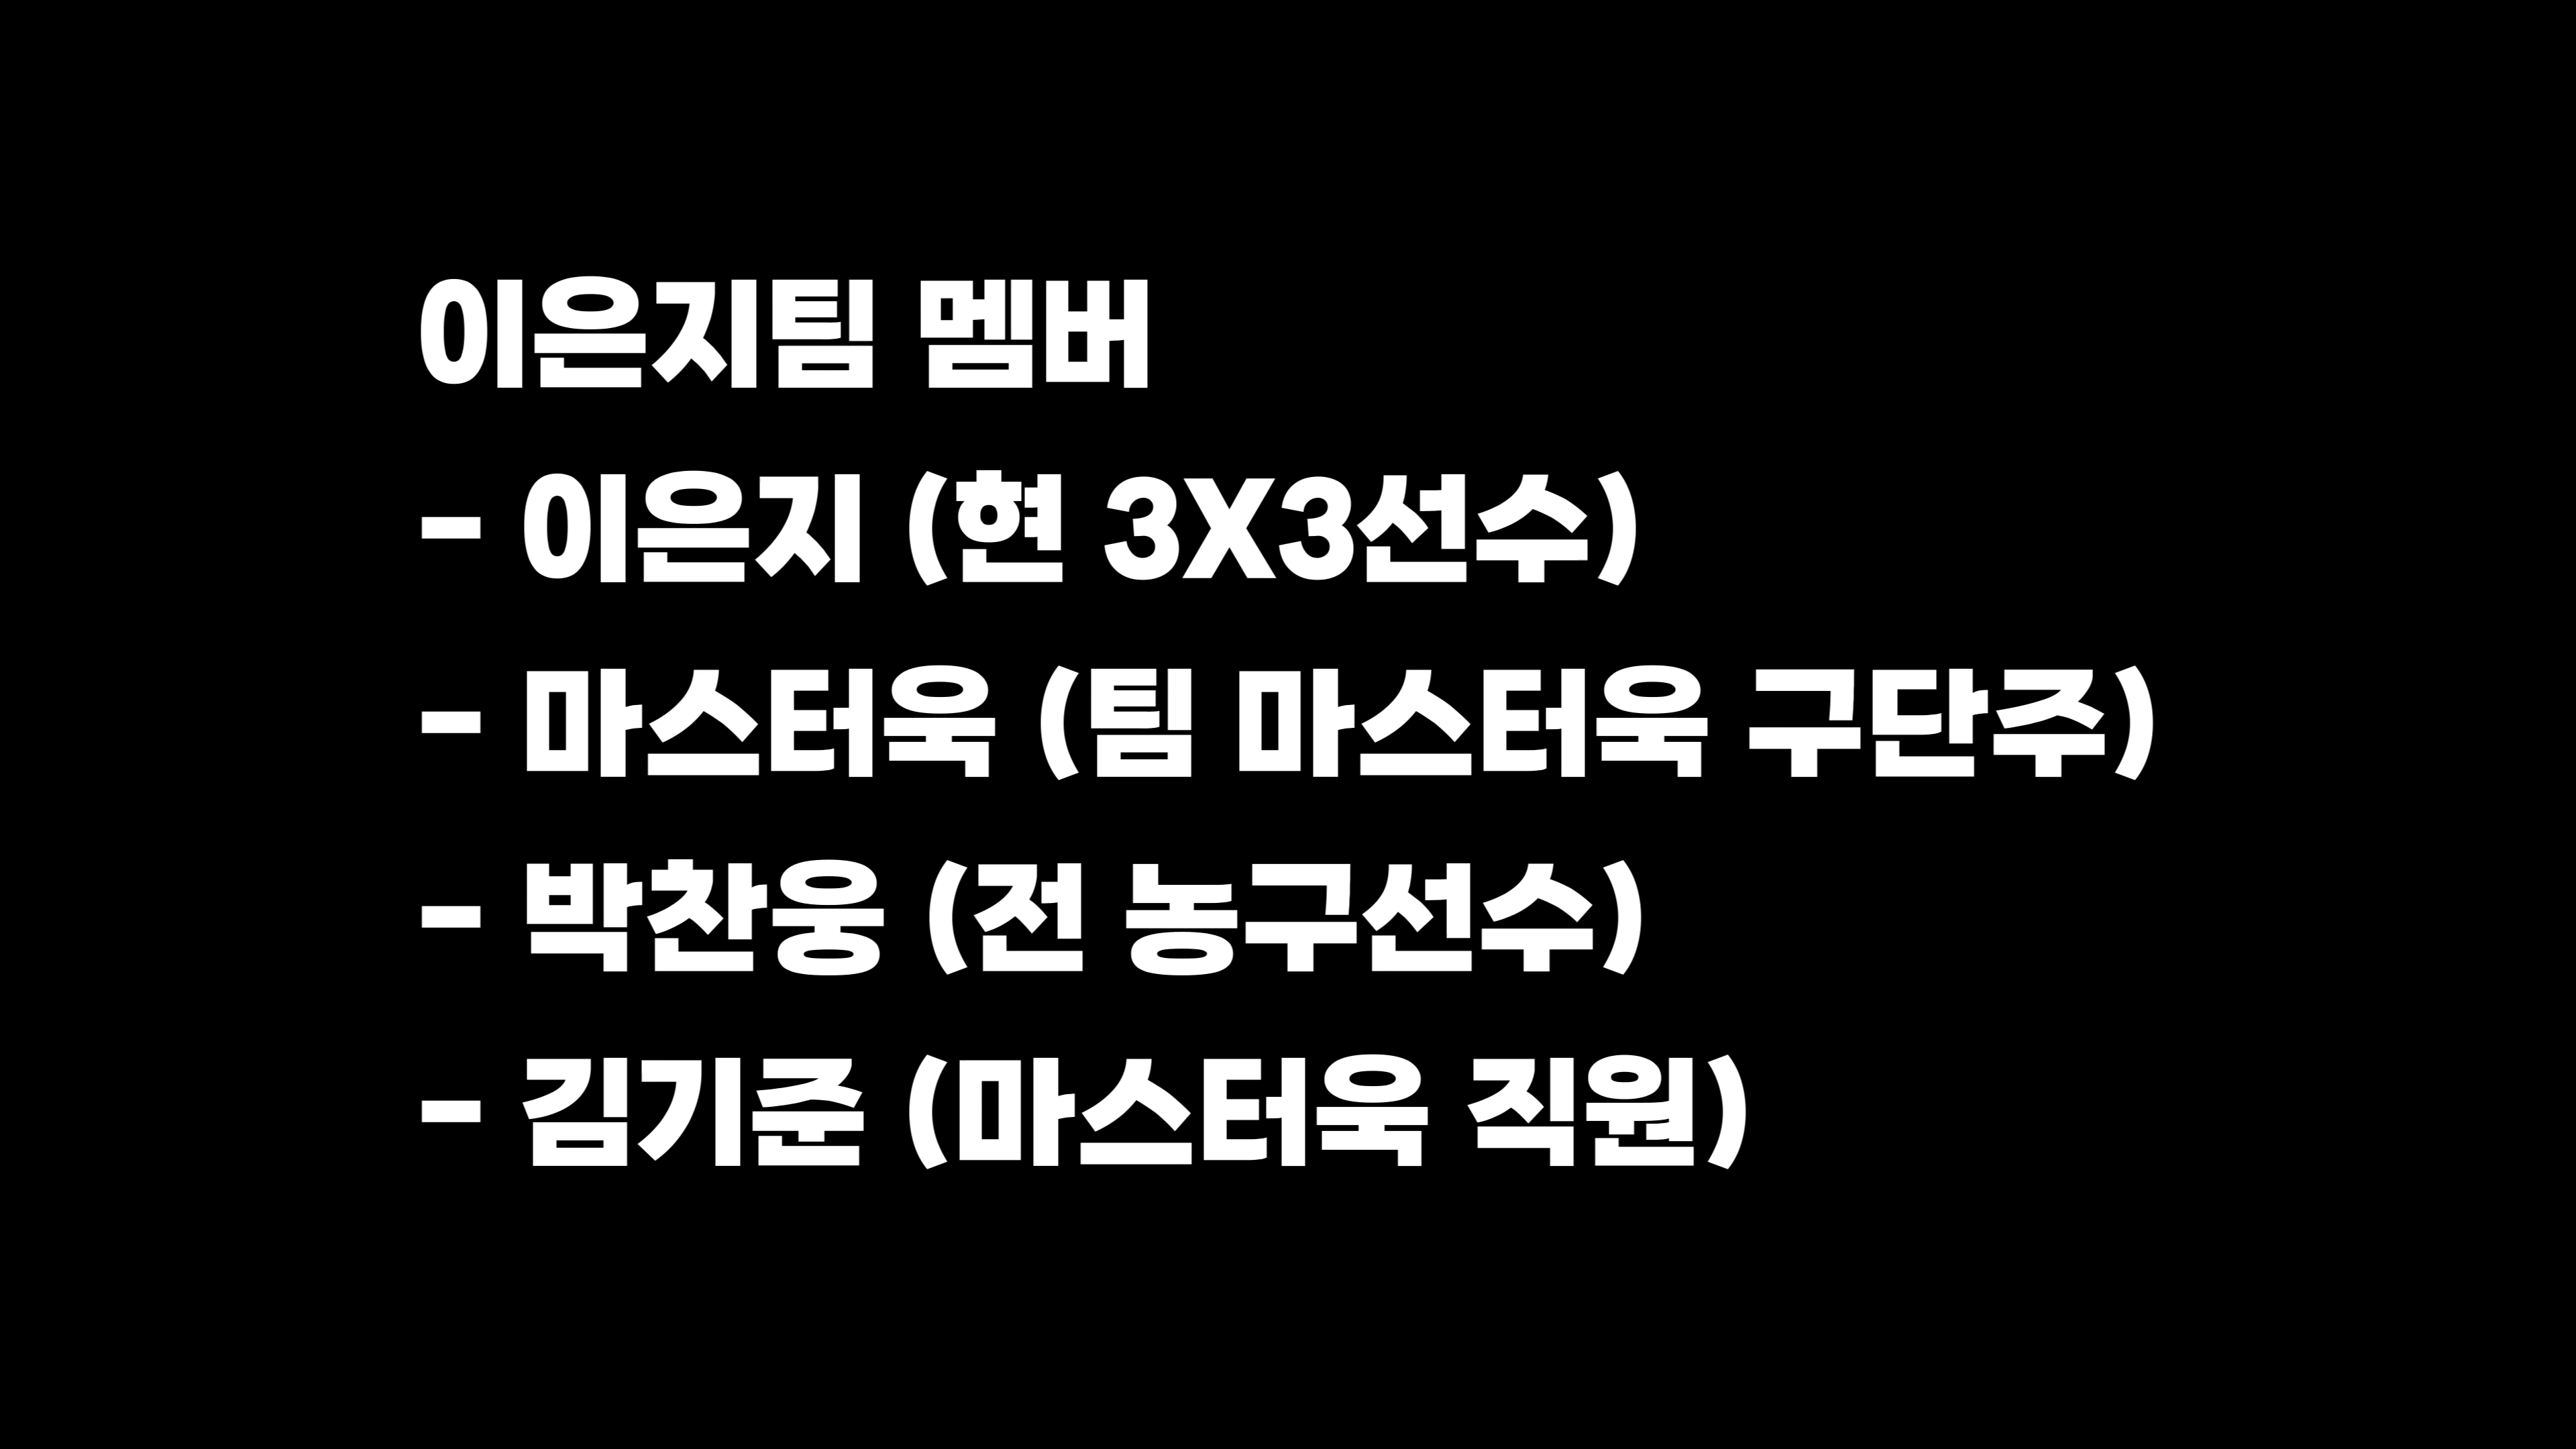 이은지팀 멤버
- 이은지 (현 3X3선수)
- 마스터욱 (팀 마스터욱 구단주)
- 박찬웅 (전 농구선수)
- 김기준 (마스터욱 직원)